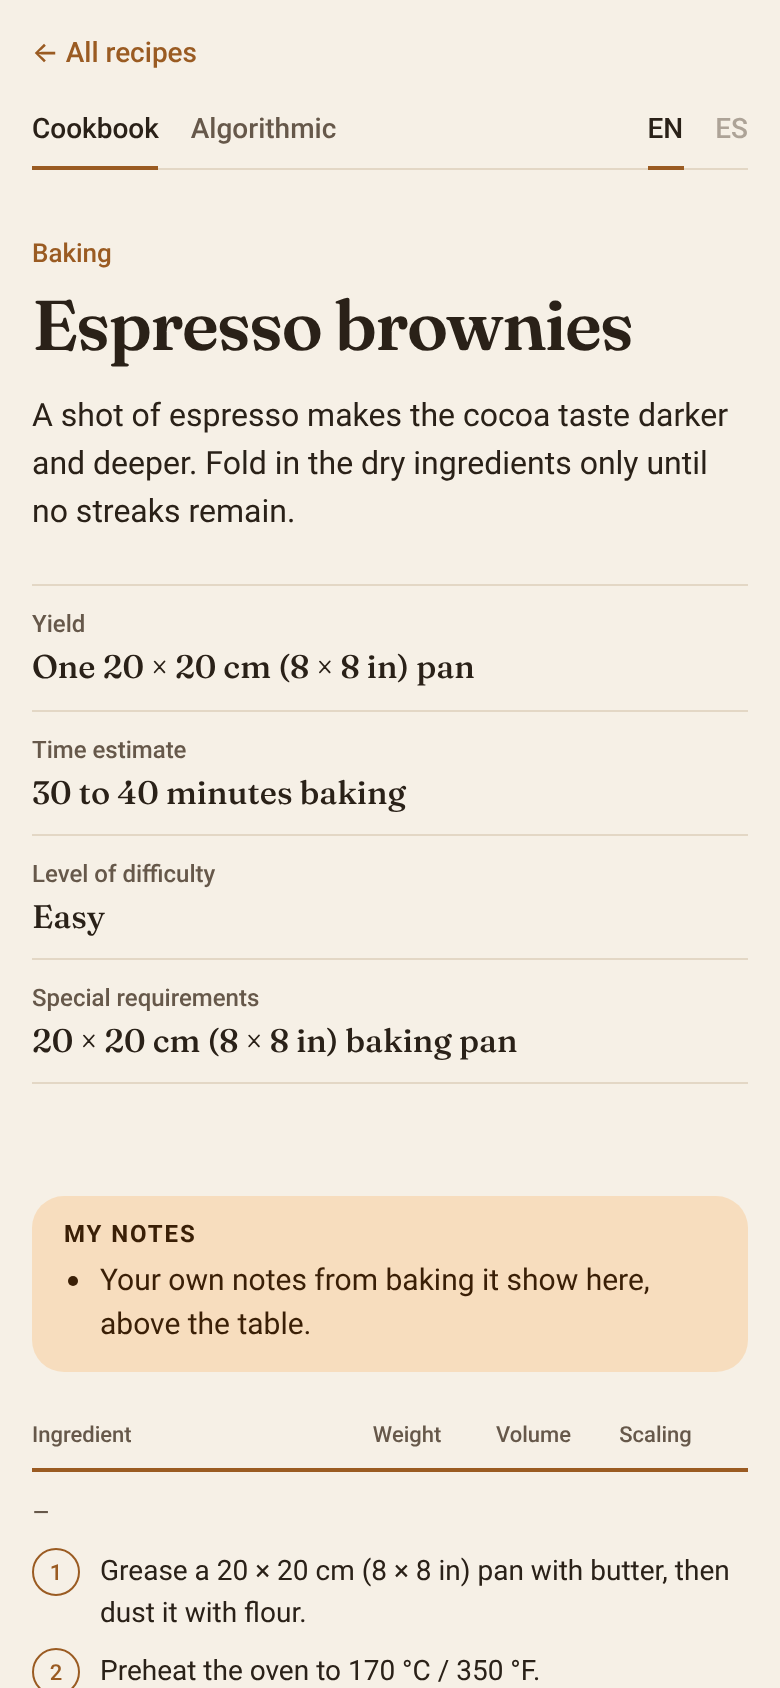 ← All recipes
Cookbook Algorithmic EN ES
Baking
Espresso brownies
A shot of espresso makes the cocoa taste darker
and deeper. Fold in the dry ingredients only until
no streaks remain.
Yield
One 20 × 20 cm (8 × 8 in) pan
Time estimate
30 to 40 minutes baking
Level of difficulty
Easy
Special requirements
20 × 20 cm (8 × 8 in) baking pan
MY NOTES
• Your own notes from baking it show here,
above the table.
Ingredient Weight Volume Scaling
–
1 Grease a 20 × 20 cm (8 × 8 in) pan with butter, then
dust it with flour.
2 Preheat the oven to 170 °C / 350 °F.